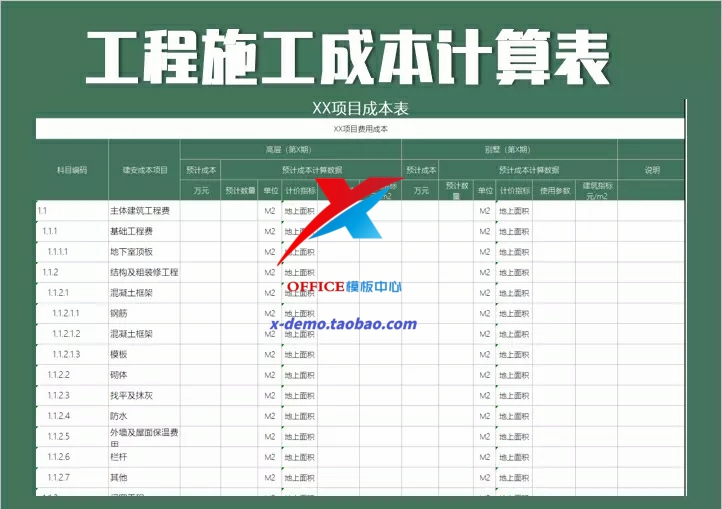 工程施工成本计算表
XX项目成本表
XX项目费用成本
科目编码 建安成本项目 高层（第X期） 别墅（第X期） 说明
预计成本 预计成本计算数据 预计成本 预计成本计算数据
万元 预计数量 单位 计价指标 万元 预计数量 单位 计价指标 使用参数 建筑指标元/m2
1.1 主体建筑工程费 M2 地上面积 M2 地上面积
1.1.1 基础工程费 M2 地上面积 M2 地上面积
1.1.1.1 地下室顶板 M2 地上面积 M2 地上面积
1.1.2 结构及粗装修工程 M2 地上面积 M2 地上面积
1.1.2.1 混凝土框架 M2 地上面积 M2 地上面积
1.1.2.1.1 钢筋 M2 地上面积 M2 地上面积
1.1.2.1.2 混凝土框架 M2 地上面积 M2 地上面积
1.1.2.1.3 模板 M2 地上面积 M2 地上面积
1.1.2.2 砌体 M2 地上面积 M2 地上面积
1.1.2.3 找平及抹灰 M2 地上面积 M2 地上面积
1.1.2.4 防水 M2 地上面积 M2 地上面积
1.1.2.5 外墙及屋面保温费用 M2 地上面积 M2 地上面积
1.1.2.6 栏杆 M2 地上面积 M2 地上面积
1.1.2.7 其他 M2 地上面积 M2 地上面积
OFFICE模板中心
x-demo.taobao.com